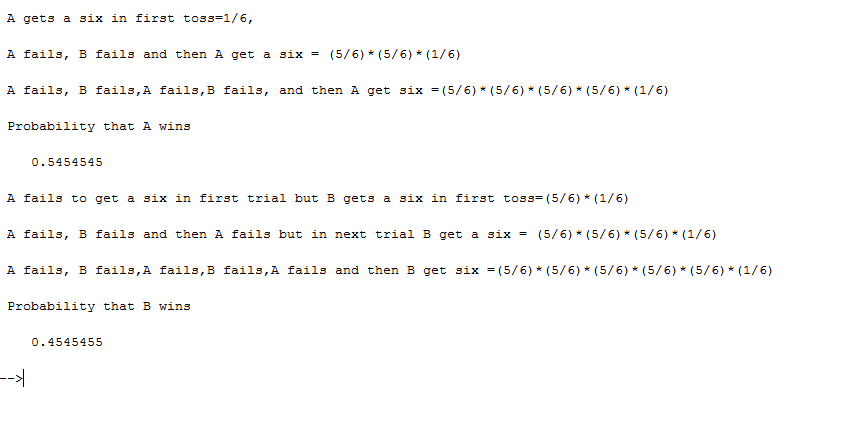 A gets a six in first toss=1/6,
A fails, B fails and then A get a six = (5/6)*(5/6)*(1/6)
A fails, B fails,A fails,B fails, and then A get six =(5/6)*(5/6)*(5/6)*(5/6)*(1/6)
Probability that A wins
0.5454545
A fails to get a six in first trial but B gets a six in first toss=(5/6)*(1/6)
A fails, B fails and then A fails but in next trial B get a six = (5/6)*(5/6)*(5/6)*(1/6)
A fails, B fails,A fails,B fails,A fails and then B get six =(5/6)*(5/6)*(5/6)*(5/6)*(5/6)*(1/6)
Probability that B wins
0.4545455
-->